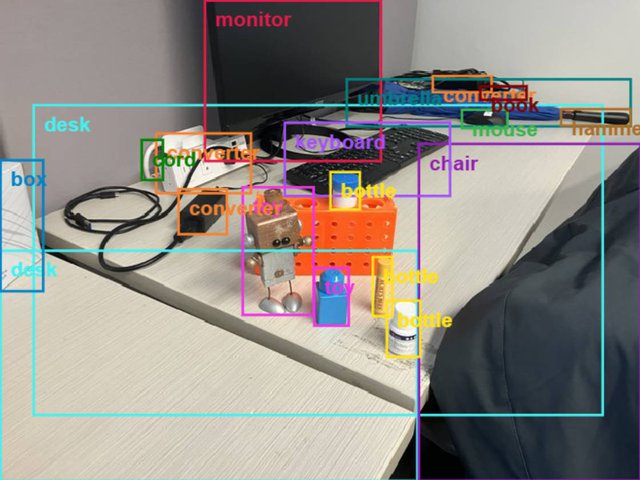 monitor
umbrella
converter
book
mouse
hammer
desk
keyboard
converter
cord
chair
box
bottle
converter
desk
toy
bottle
bottle